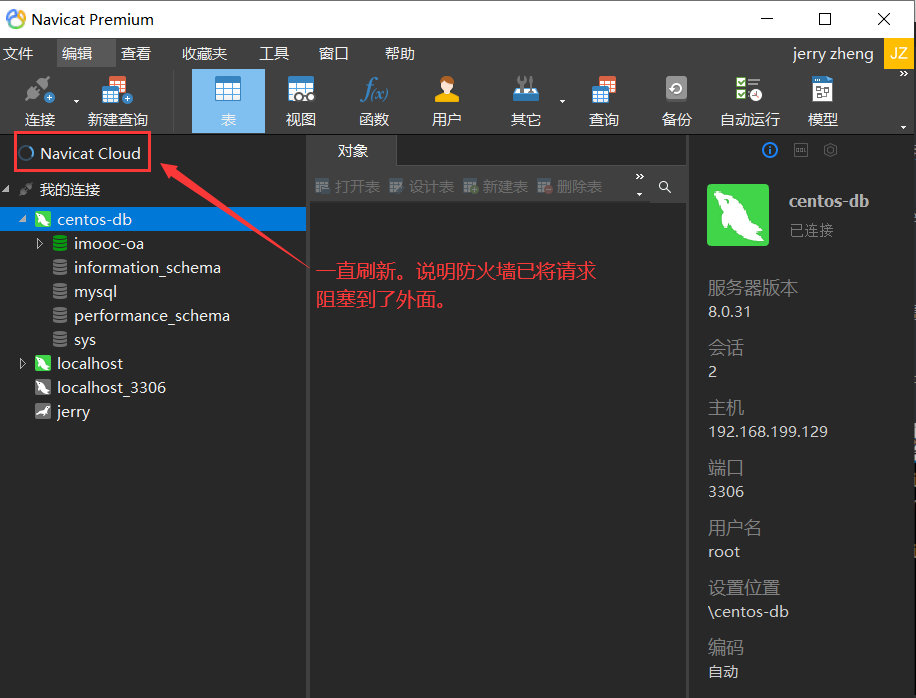 Navicat Premium
文件 编辑 查看 收藏夹 工具 窗口 帮助 jerry zheng JZ
连接 新建查询 表 视图 函数 用户 其它 查询 备份 自动运行 模型
Navicat Cloud
对象
我的连接
打开表 设计表 新建表 删除表
centos-db
imooc-oa
information_schema
mysql
performance_schema
sys
localhost
localhost_3306
jerry
一直刷新。说明防火墙已将请求
阻塞到了外面。
centos-db
已连接
服务器版本
8.0.31
会话
2
主机
192.168.199.129
端口
3306
用户名
root
设置位置
\centos-db
编码
自动